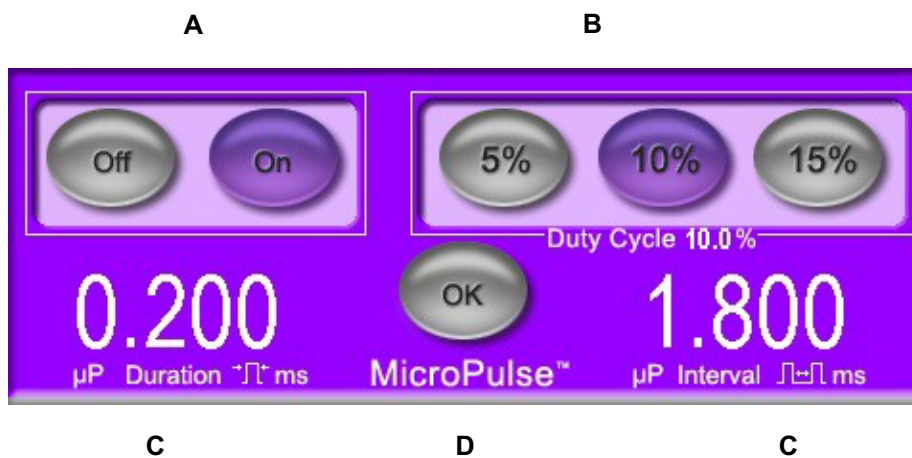 A B
Off On 5% 10% 15%
Duty Cycle 10.0%
OK
0.200 1.800
µP Duration ms MicroPulse™ µP Interval ms
C D C